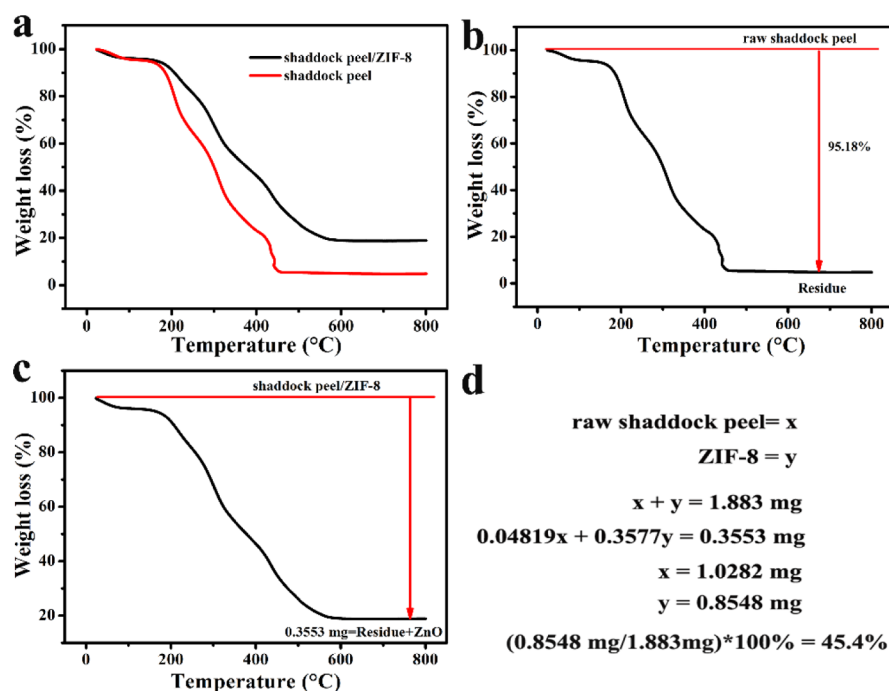 a
shaddock peel/ZIF-8
shaddock peel
Weight loss (%)
100
80
60
40
20
0
0 200 400 600 800
Temperature (°C)
b
raw shaddock peel
95.18%
Residue
Weight loss (%)
100
80
60
40
20
0
0 200 400 600 800
Temperature (°C)
c
shaddock peel/ZIF-8
0.3553 mg=Residue+ZnO
Weight loss (%)
100
80
60
40
20
0 200 400 600 800
Temperature (°C)
d
raw shaddock peel= x
ZIF-8 = y
x + y = 1.883 mg
0.04819x + 0.3577y = 0.3553 mg
x = 1.0282 mg
y = 0.8548 mg
(0.8548 mg/1.883mg)*100% = 45.4%